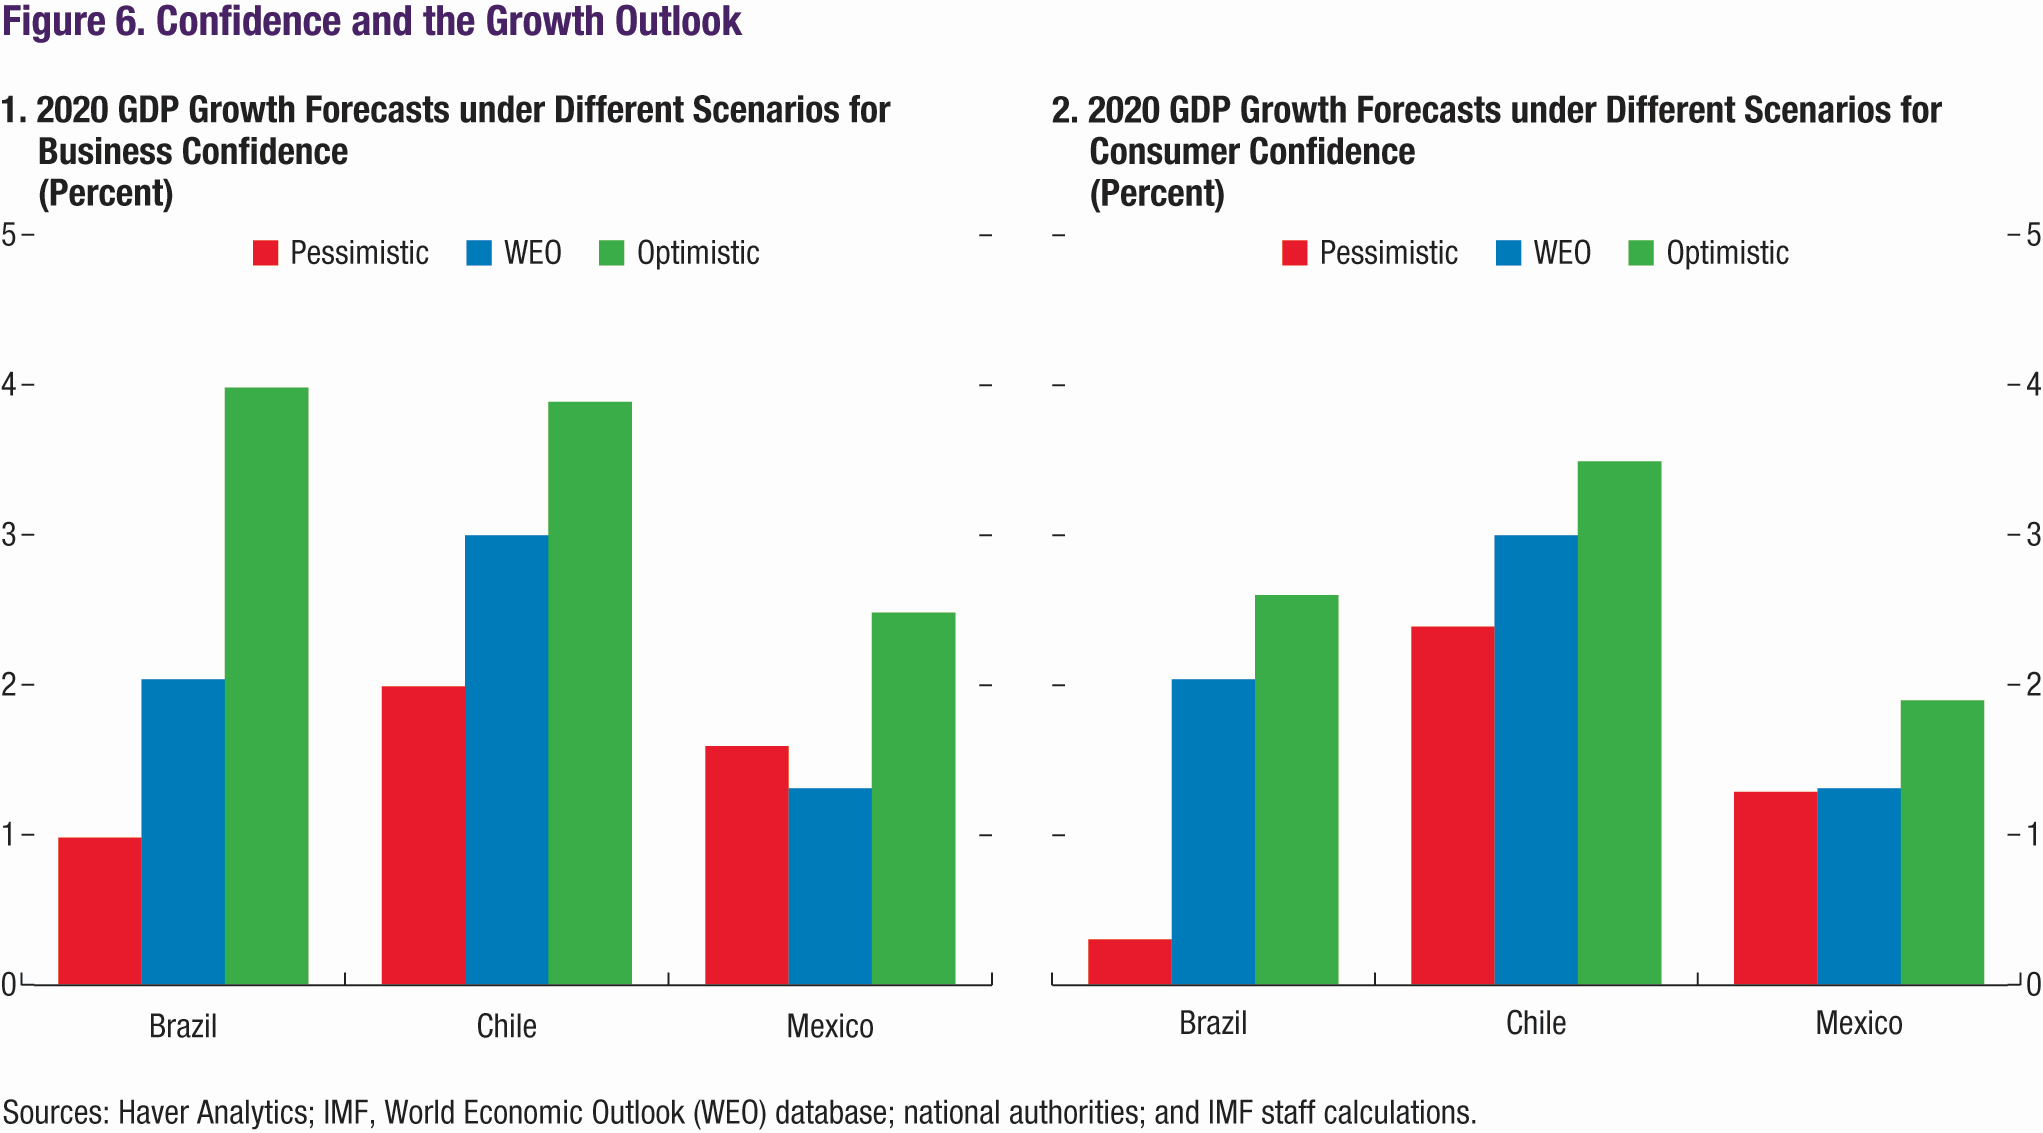 Figure 6. Confidence and the Growth Outlook
1. 2020 GDP Growth Forecasts under Different Scenarios for
Business Confidence
(Percent)
5
Pessimistic WEO Optimistic
4
3
2
1
0
Brazil Chile Mexico
2. 2020 GDP Growth Forecasts under Different Scenarios for
Consumer Confidence
(Percent)
Pessimistic WEO Optimistic
5
4
3
2
1
0
Brazil Chile Mexico
Sources: Haver Analytics; IMF, World Economic Outlook (WEO) database; national authorities; and IMF staff calculations.